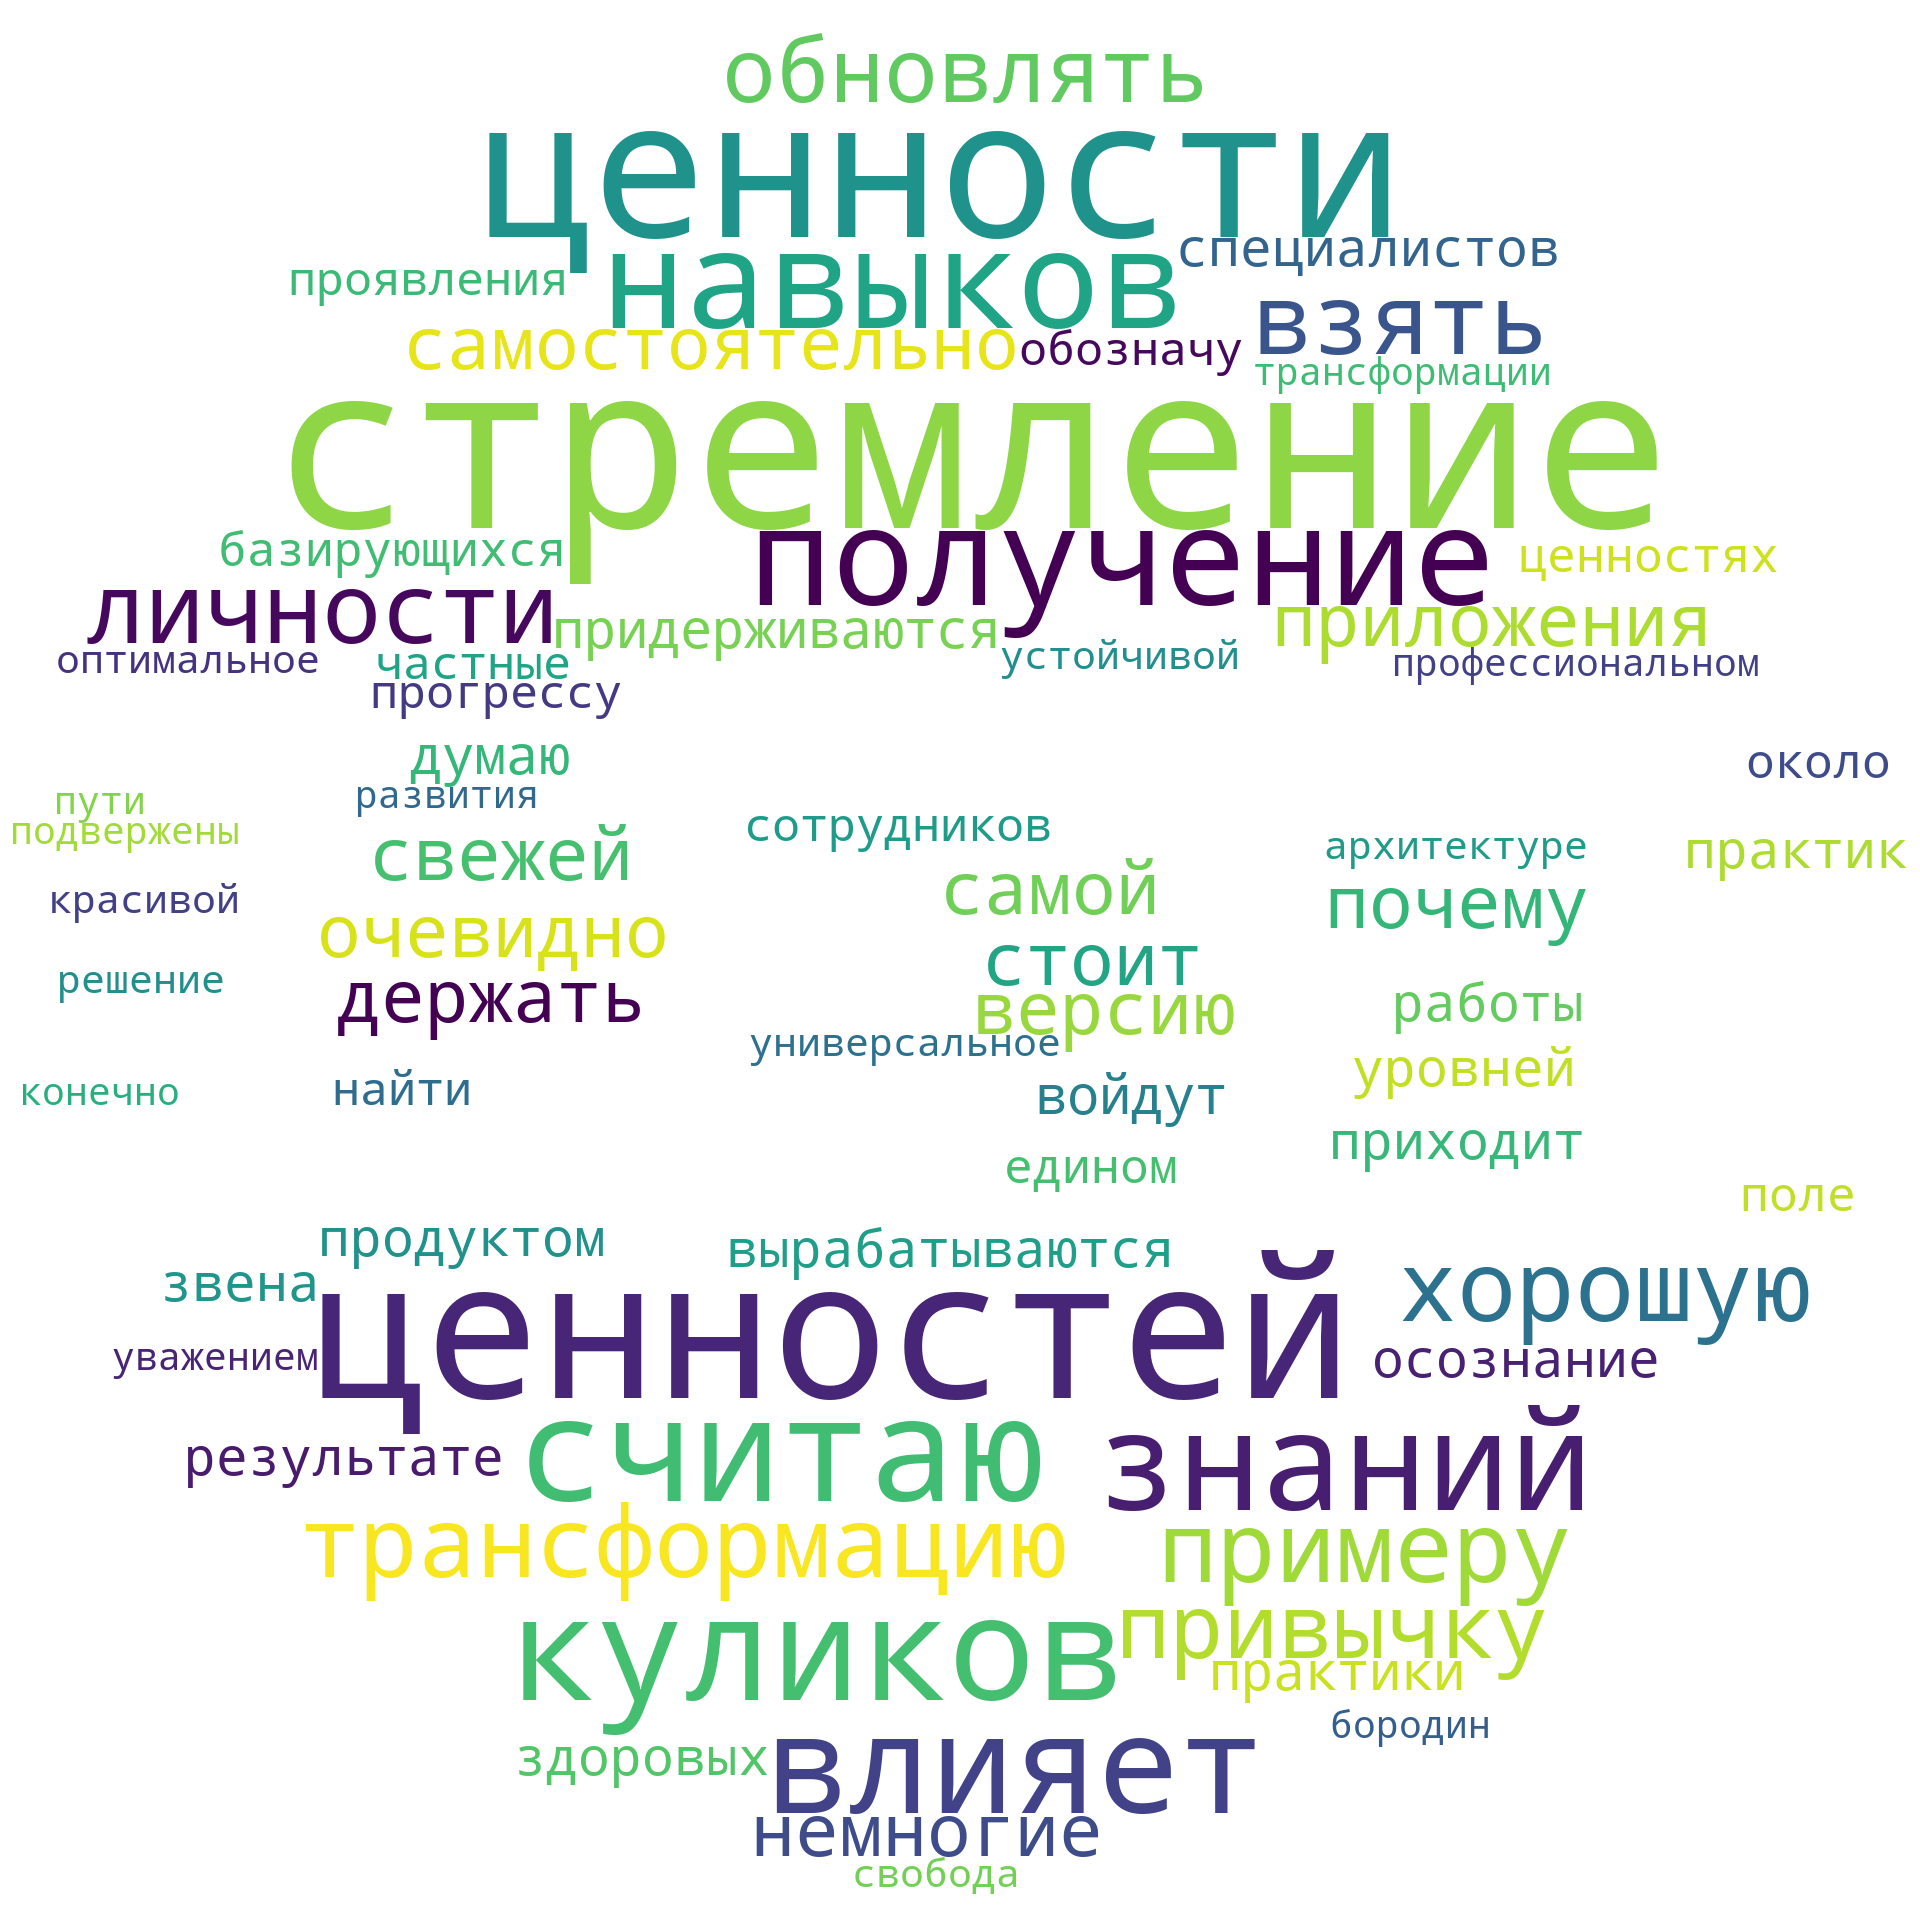 обновлять
ценности
навыков
специалистов
проявления
взять
самостоятельно
обозначу
трансформации
стремление
базирующихся
получение
ценностях
личности
придерживаются
приложения
оптимальное
частные
устойчивой
профессиональном
прогрессу
думаю
около
пути
развития
подвержены
свежей
сотрудников
архитектуре
практик
красивой
самой
почему
очевидно
стоит
решение
держать
версию
работы
универсальное
уровней
конечно
найти
войдут
приходит
едином
поле
продуктом
вырабатываются
звена
ценностей
хорошую
уважением
осознание
результате
считаю
знаний
трансформацию
примеру
куликов
привычку
практики
бородин
здоровых
влияет
немногие
свобода